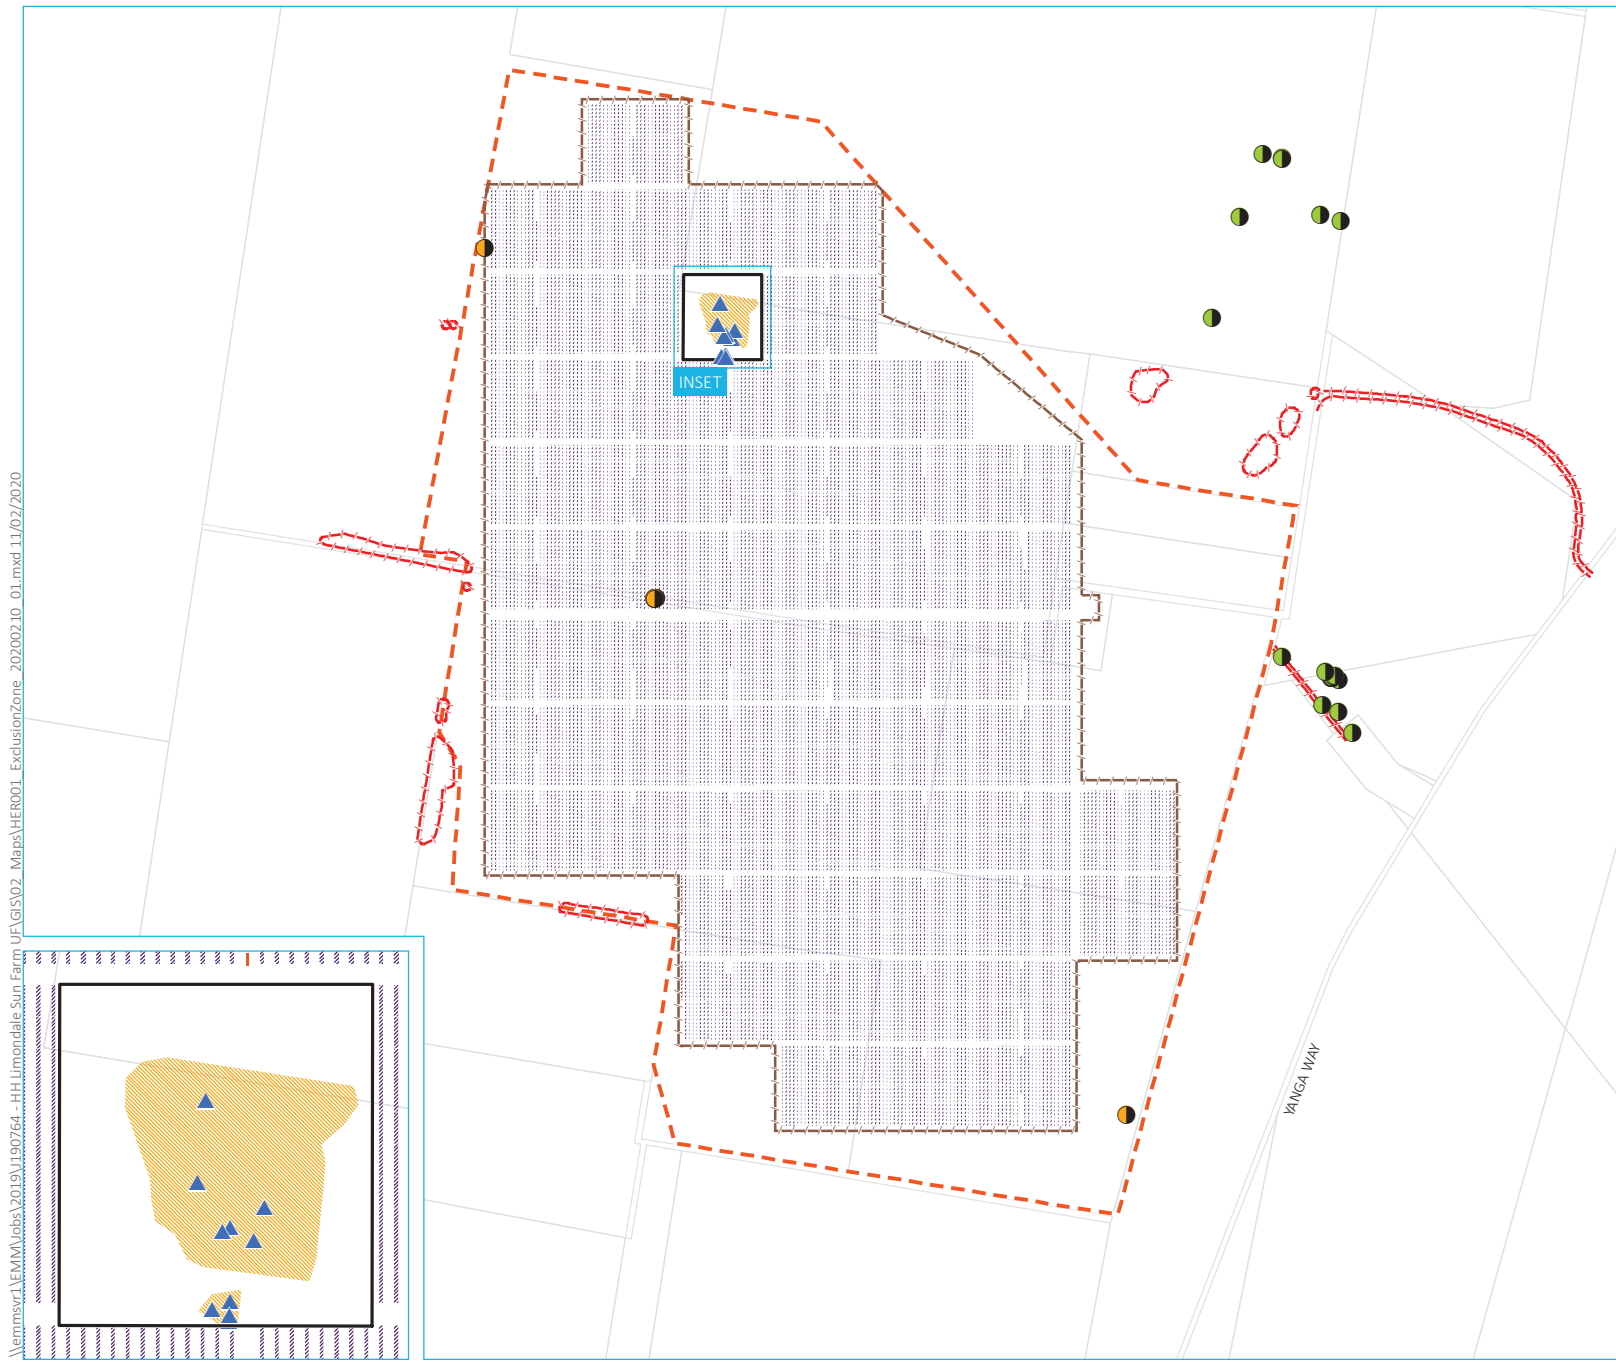 \\emmsvr1\EMM\Jobs\2019\J190764 - HH Limondale Sun Farm UF\GIS\02_Maps\HER001_ExclusionZone_20200210_01.mxd 11/02/2020
INSET
YANGA WAY